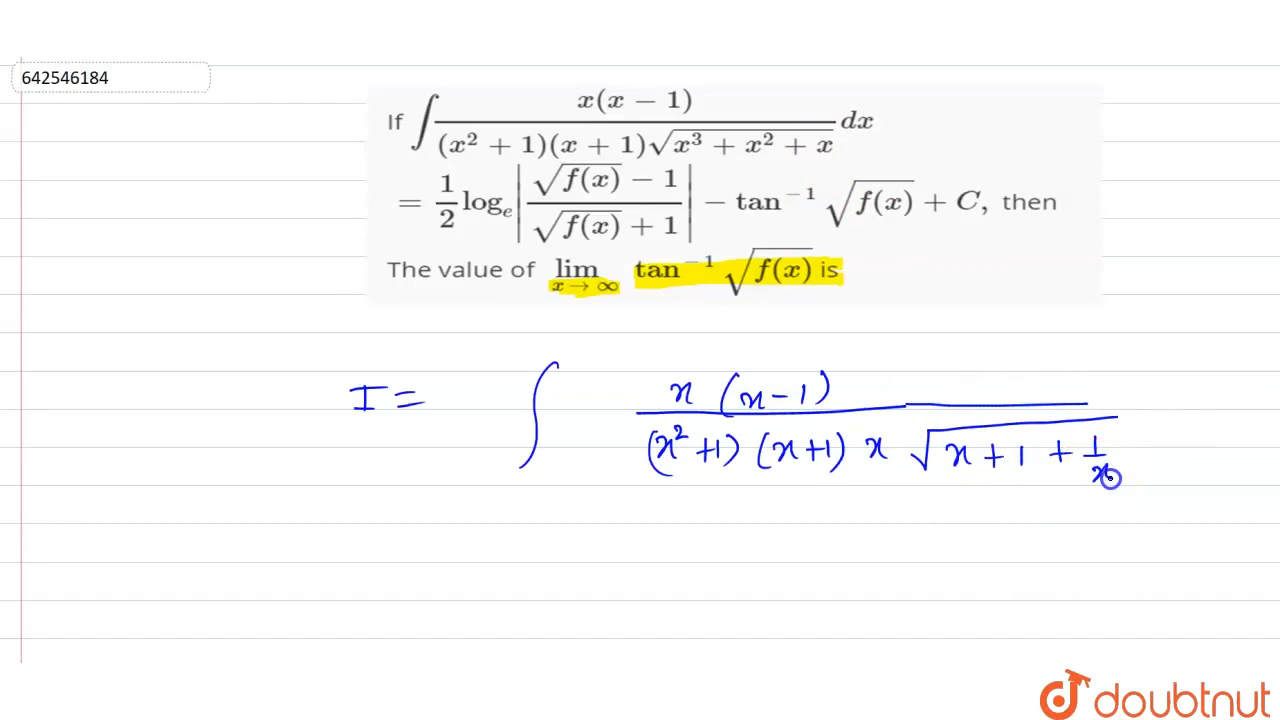 642546184
If ∫ x(x − 1) / (x² + 1)(x + 1)√(x³ + x² + x) dx
= 1/2 logₑ |(√f(x) − 1) / (√f(x) + 1)| − tan⁻¹ √f(x) + C, then
The value of lim x → ∞ tan⁻¹ √f(x) is
I = ∫ x (x − 1) / (x² + 1) (x + 1) x √(x + 1 + 1/x)
doubtnut